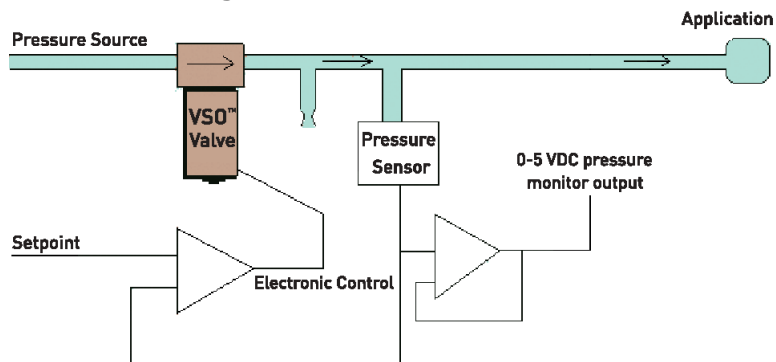 Application
Pressure Source
VSO™
Valve
Pressure
Sensor
0-5 VDC pressure
monitor output
Setpoint
Electronic Control